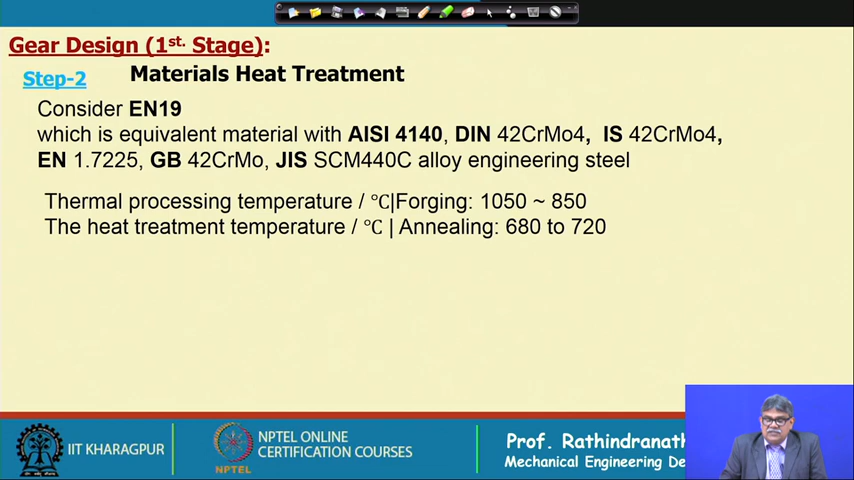 Gear Design (1st. Stage):
Step-2 Materials Heat Treatment
Consider EN19
which is equivalent material with AISI 4140, DIN 42CrMo4, IS 42CrMo4,
EN 1.7225, GB 42CrMo, JIS SCM440C alloy engineering steel
Thermal processing temperature / ℃|Forging: 1050 ~ 850
The heat treatment temperature / ℃ | Annealing: 680 to 720
IIT KHARAGPUR
NPTEL
NPTEL ONLINE
CERTIFICATION COURSES
Prof. Rathindranath
Mechanical Engineering De